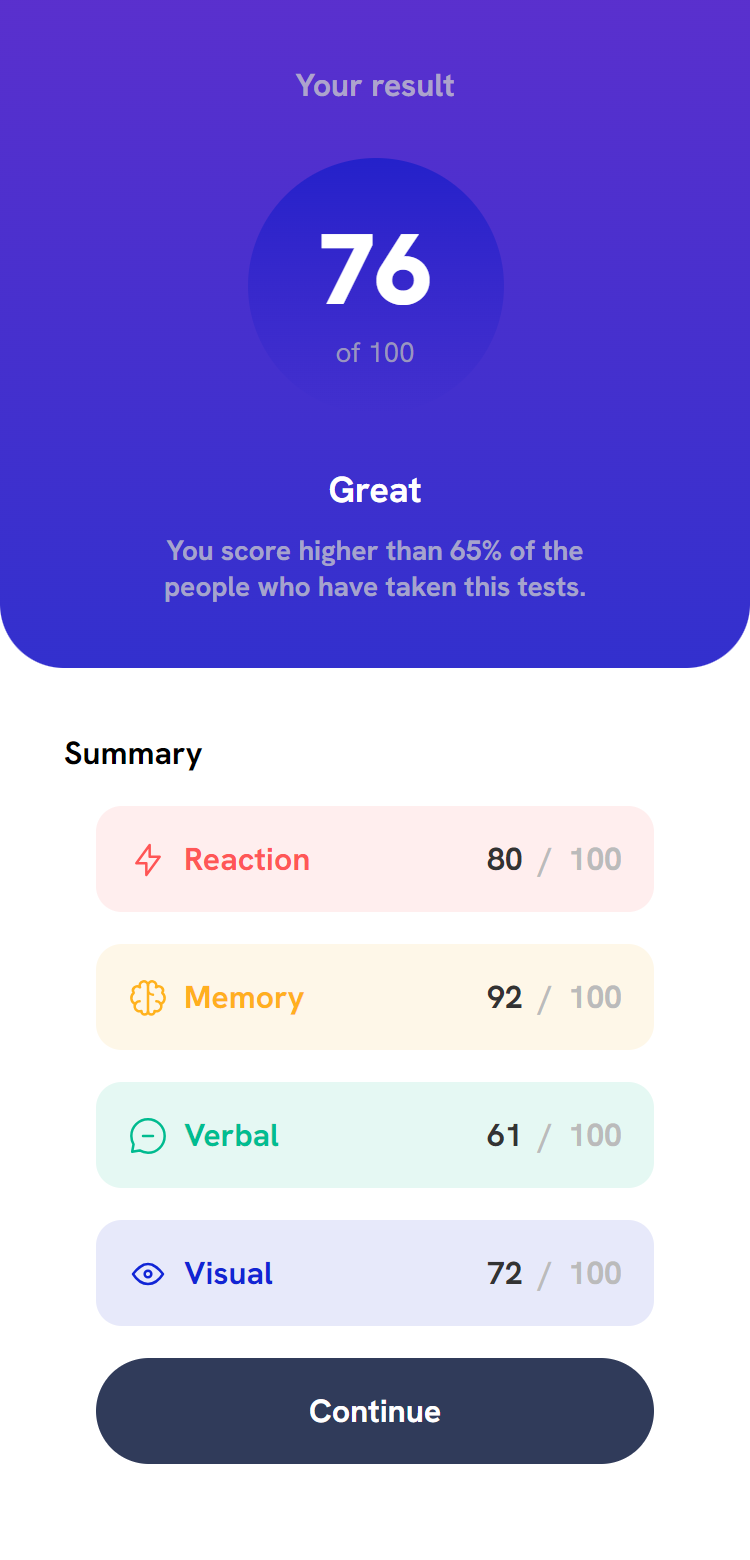 Your result
76
of 100
Great
You score higher than 65% of the
people who have taken this tests.
Summary
Reaction 80 / 100
Memory 92 / 100
Verbal 61 / 100
Visual 72 / 100
Continue